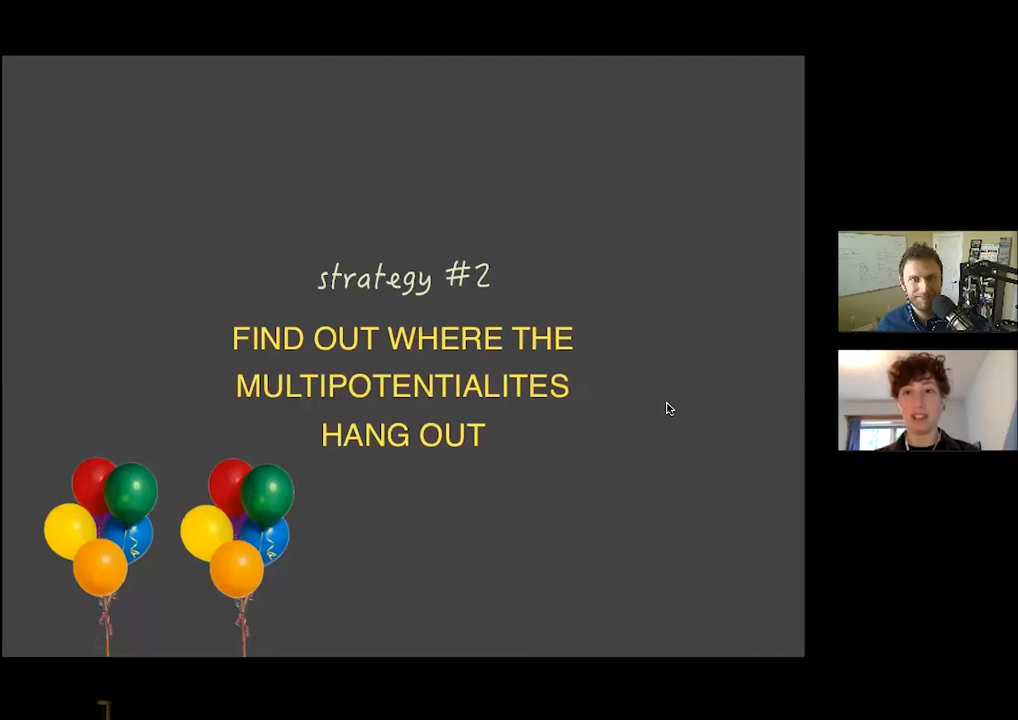 strategy #2
FIND OUT WHERE THE
MULTIPOTENTIALITES
HANG OUT